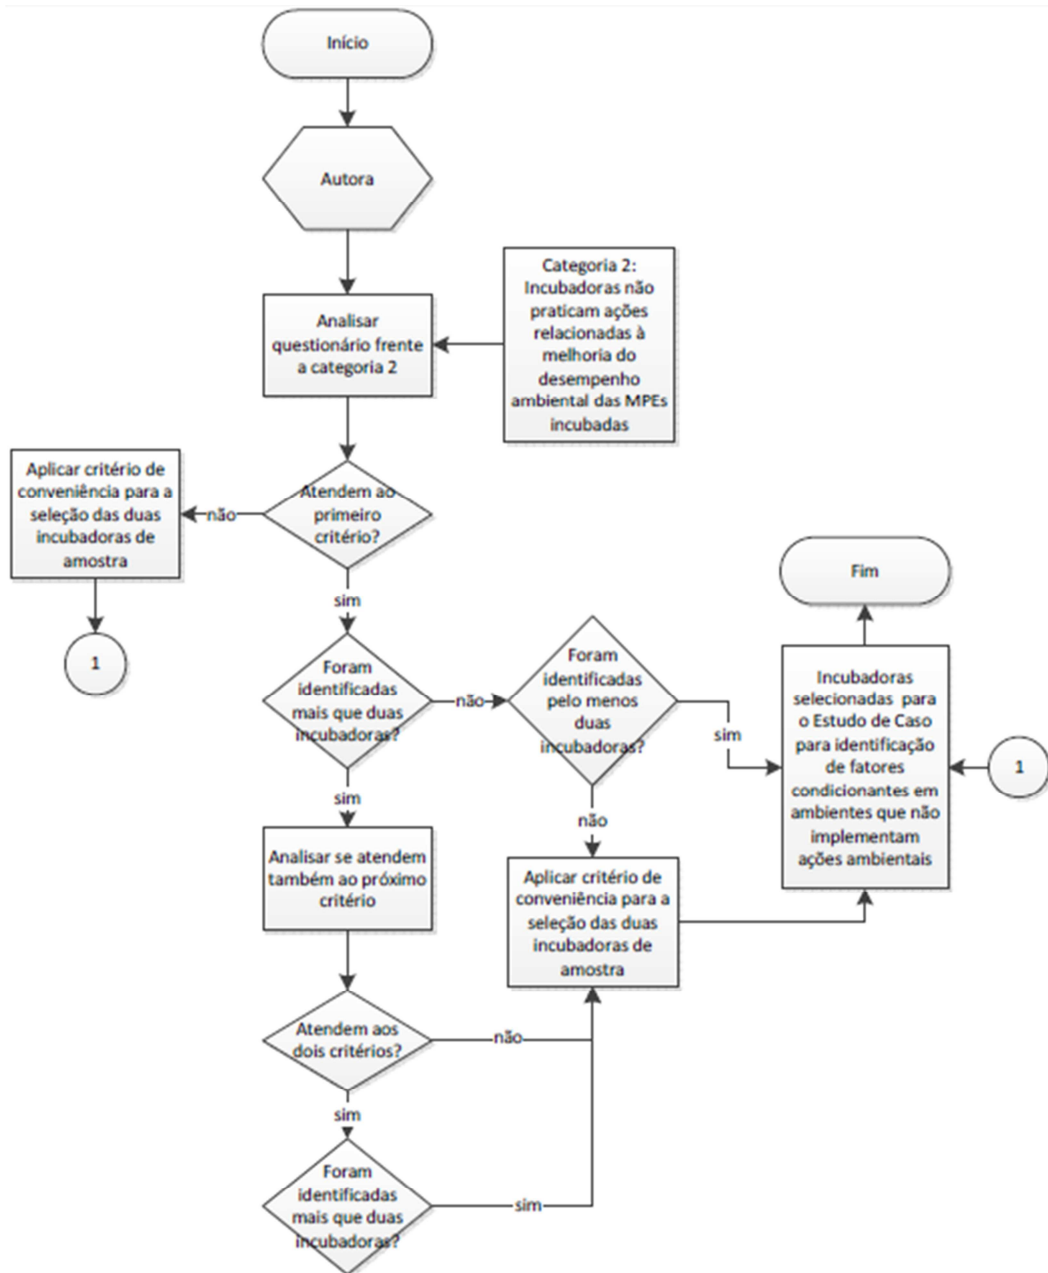 Início
Autora
Categoria 2:
Incubadoras não
praticam ações
relacionadas à
melhoria do
desempenho
ambiental das MPEs
incubadas
Analisar
questionário frente
a categoria 2
Aplicar critério de
conveniência para a
seleção das duas
incubadoras de
amostra
não
Atendem ao
primeiro
critério?
sim
1
Foram
identificadas
mais que duas
incubadoras?
não
Foram
identificadas
pelo menos
duas
incubadoras?
sim
Fim
Incubadoras
selecionadas para
o Estudo de Caso
para identificação
de fatores
condicionantes em
ambientes que não
implementam
ações ambientais
1
sim
não
Analisar se atendem
também ao próximo
critério
Aplicar critério de
conveniência para a
seleção das duas
incubadoras de
amostra
Atendem aos
dois critérios?
não
sim
Foram
identificadas
mais que duas
incubadoras?
sim